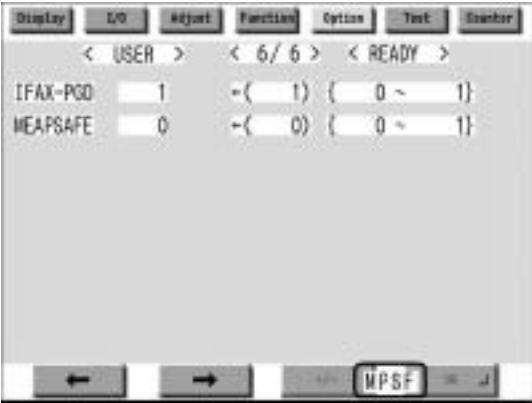 Display I/O Adjust Function Option Test Counter
< USER > < 6/ 6 > < READY >
IFAX-PGD 1 ←( 1) { 0 ~ 1}
MEAPSAFE 0 ←( 0) { 0 ~ 1}
← → +/- MPSF OK ┘